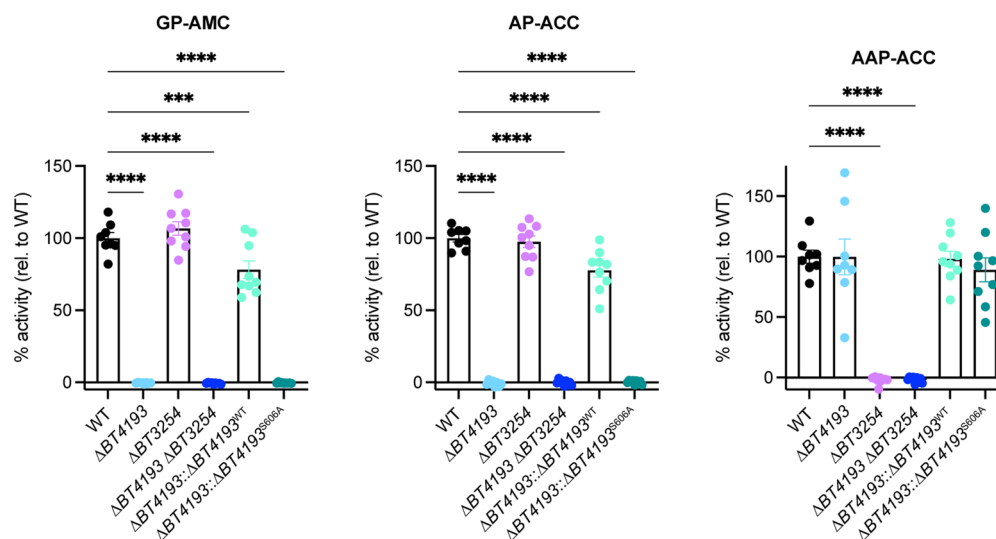 GP-AMC
****
***
****
****
% activity (rel. to WT)
150
100
50
0
WT
ΔBT4193
ΔBT3254
ΔBT4193 ΔBT3254
ΔBT4193::ΔBT4193WT
ΔBT4193::ΔBT4193S606A
AP-ACC
****
****
****
****
% activity (rel. to WT)
150
100
50
0
WT
ΔBT4193
ΔBT3254
ΔBT4193 ΔBT3254
ΔBT4193::ΔBT4193WT
ΔBT4193::ΔBT4193S606A
AAP-ACC
****
****
% activity (rel. to WT)
150
100
50
0
WT
ΔBT4193
ΔBT3254
ΔBT4193 ΔBT3254
ΔBT4193::ΔBT4193WT
ΔBT4193::ΔBT4193S606A